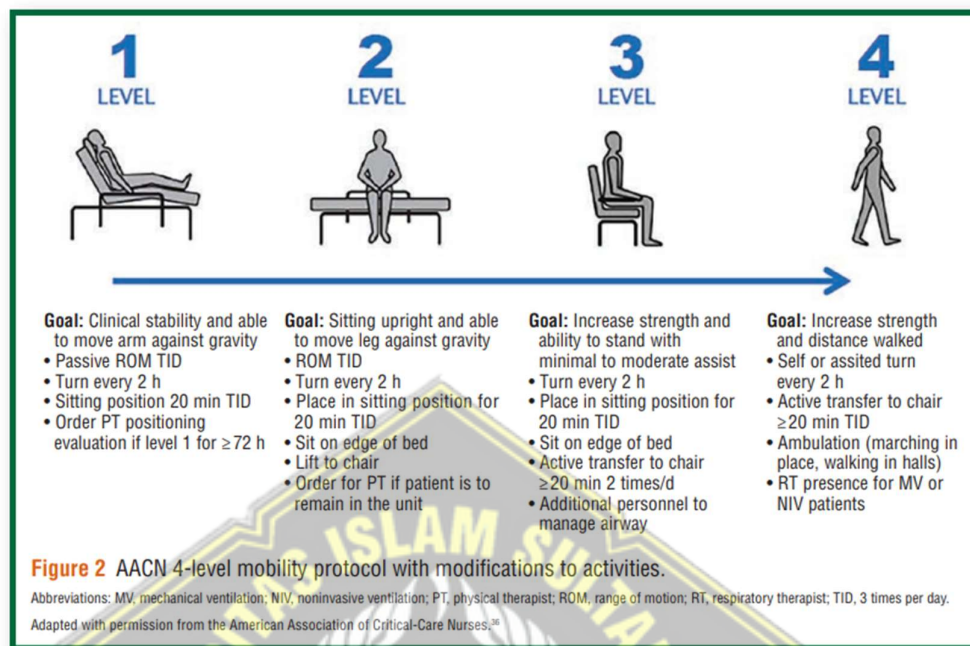 1
LEVEL
2
LEVEL
3
LEVEL
4
LEVEL
Goal: Clinical stability and able
to move arm against gravity
• Passive ROM TID
• Turn every 2 h
• Sitting position 20 min TID
• Order PT positioning
evaluation if level 1 for ≥72 h
Goal: Sitting upright and able
to move leg against gravity
• ROM TID
• Turn every 2 h
• Place in sitting position for
20 min TID
• Sit on edge of bed
• Lift to chair
• Order for PT if patient is to
remain in the unit
Goal: Increase strength and
ability to stand with
minimal to moderate assist
• Turn every 2 h
• Place in sitting position for
20 min TID
• Sit on edge of bed
• Active transfer to chair
≥20 min 2 times/d
• Additional personnel to
manage airway
Goal: Increase strength
and distance walked
• Self or assited turn
every 2 h
• Active transfer to chair
≥20 min TID
• Ambulation (marching in
place, walking in halls)
• RT presence for MV or
NIV patients
Figure 2 AACN 4-level mobility protocol with modifications to activities.
Abbreviations: MV, mechanical ventilation; NIV, noninvasive ventilation; PT, physical therapist; ROM, range of motion; RT, respiratory therapist; TID, 3 times per day.
Adapted with permission from the American Association of Critical-Care Nurses.36
ISLAM